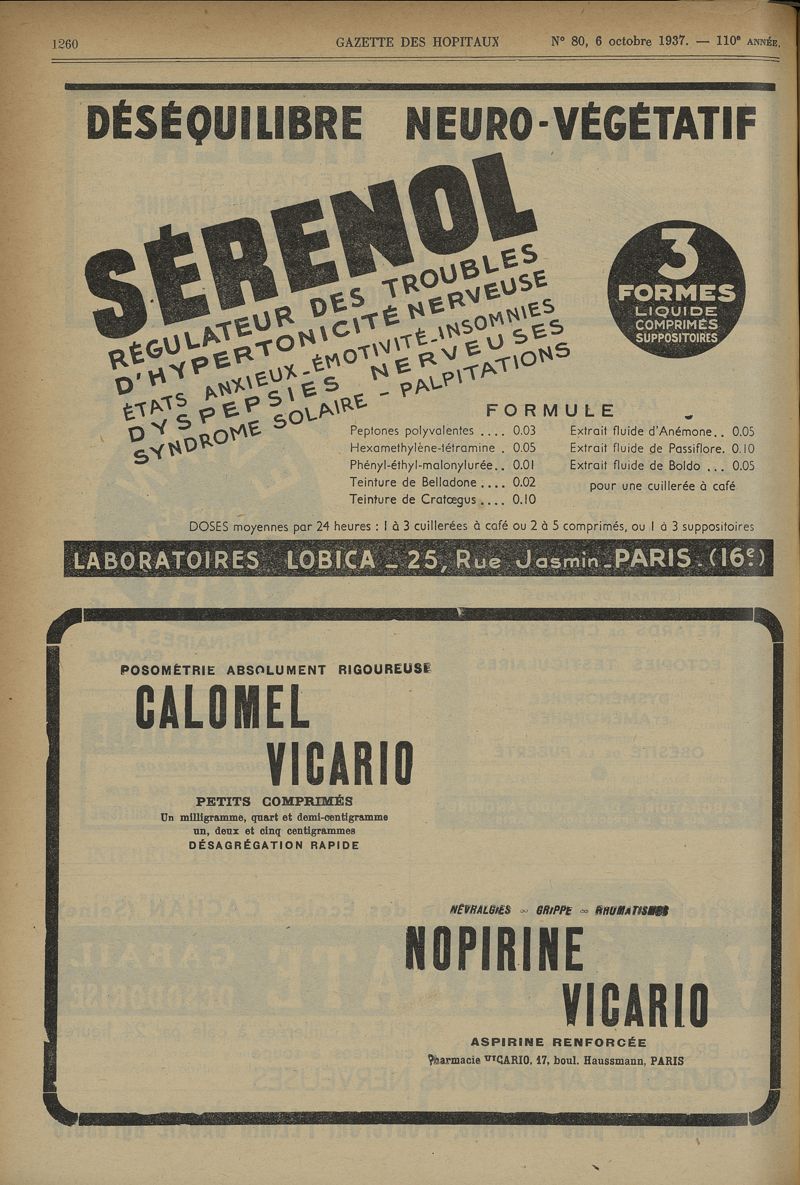 1260
GAZETTE DES HOPITAUX
N° 80, 6 octobre 1937. — 110e ANNÉE.
DÉSÉQUILIBRE NEURO-VÉGÉTATIF
SÉRENOL
RÉGULATEUR DES TROUBLES
D'HYPERTONICITÉ NERVEUSE
ÉTATS ANXIEUX_ÉMOTIVITÉ_INSOMNIES
DYSPEPSIES NERVEUSES
SYNDROME SOLAIRE - PALPITATIONS
3
FORMES
LIQUIDE
COMPRIMÉS
SUPPOSITOIRES
FORMULE
Peptones polyvalentes .... 0.03
Hexamethylène-tétramine . 0.05
Phényl-éthyl-malonylurée.. 0.01
Teinture de Belladone .... 0.02
Teinture de Cratœgus .... 0.10
Extrait fluide d'Anémone.. 0.05
Extrait fluide de Passiflore. 0.10
Extrait fluide de Boldo ... 0.05
pour une cuillerée à café
DOSES moyennes par 24 heures : 1 à 3 cuillerées à café ou 2 à 5 comprimés, ou 1 à 3 suppositoires
LABORATOIRES LOBICA _ 25, Rue Jasmin_PARIS_(16e)
POSOMÉTRIE ABSOLUMENT RIGOUREUSE
CALOMEL
VICARIO
PETITS COMPRIMÉS
Un milligramme, quart et demi-centigramme
un, deux et cinq centigrammes
DÉSAGRÉGATION RAPIDE
NÉVRALGIES ∞ GRIPPE ∞ RHUMATISMES
NOPIRINE
VICARIO
ASPIRINE RENFORCÉE
Pharmacie VICARIO, 17, boul. Haussmann, PARIS